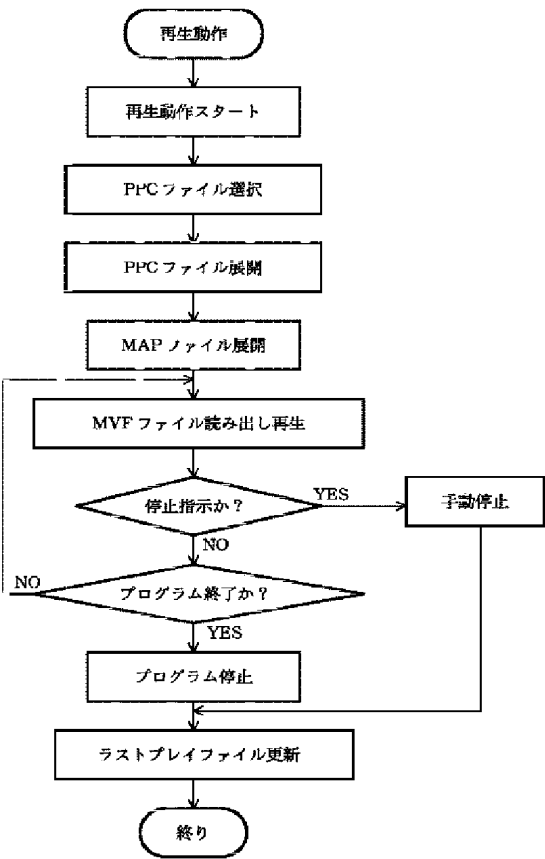 再生動作
再生動作スタート
PPCファイル選択
PPCファイル展開
MAPファイル展開
MVFファイル読み出し再生
停止指示か?
YES
手動停止
NO
NO
プログラム終了か?
YES
プログラム停止
ラストプレイファイル更新
終り